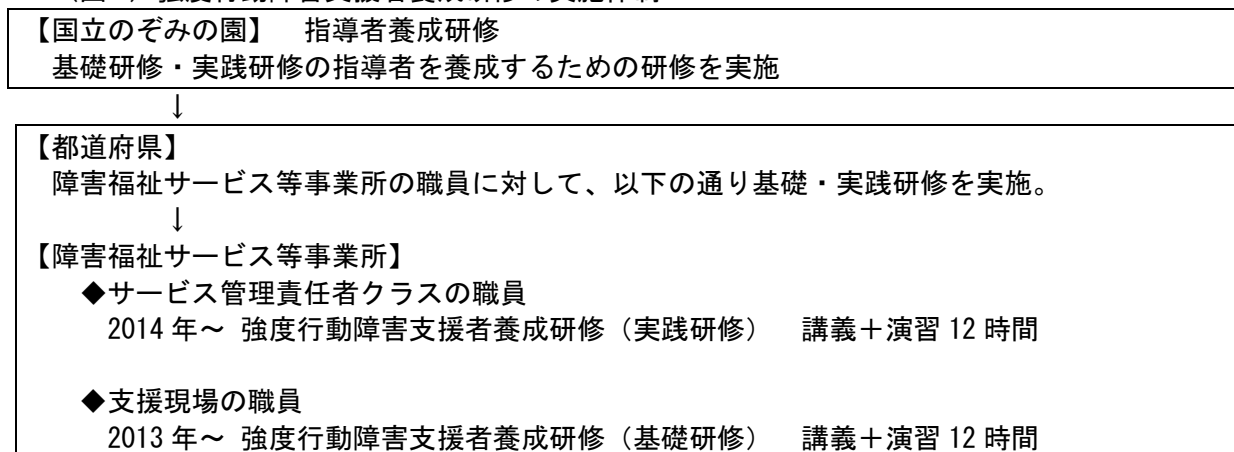 【国立のぞみの園】 指導者養成研修
基礎研修・実践研修の指導者を養成するための研修を実施
↓
【都道府県】
障害福祉サービス等事業所の職員に対して、以下の通り基礎・実践研修を実施。
↓
【障害福祉サービス等事業所】
◆サービス管理責任者クラスの職員
2014 年～ 強度行動障害支援者養成研修（実践研修） 講義＋演習 12 時間
◆支援現場の職員
2013 年～ 強度行動障害支援者養成研修（基礎研修） 講義＋演習 12 時間